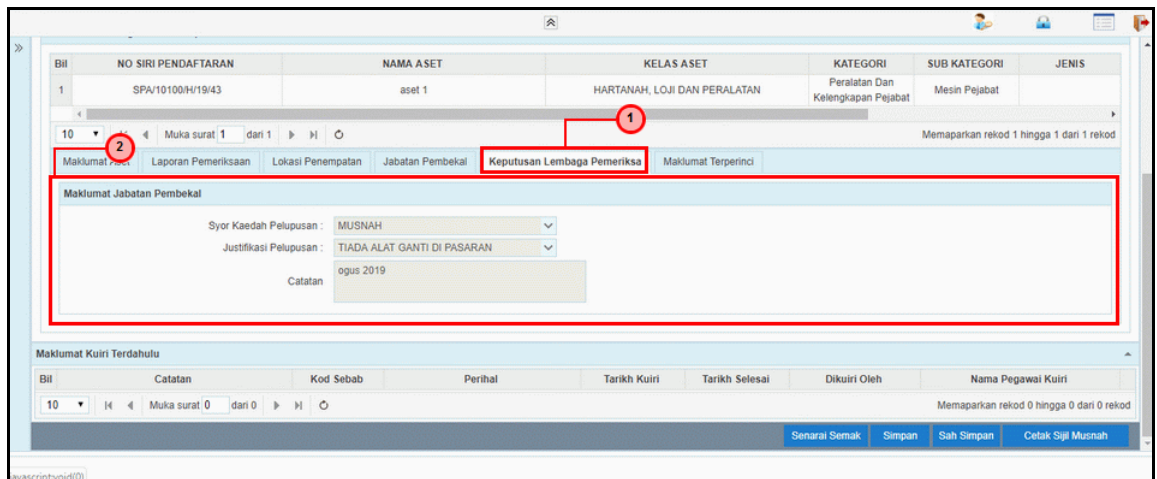 Bil NO SIRI PENDAFTARAN NAMA ASET KELAS ASET KATEGORI SUB KATEGORI JENIS
1 SPA/10100/H/19/43 aset 1 HARTANAH, LOJI DAN PERALATAN Peralatan Dan Kelengkapan Pejabat Mesin Pejabat
1
10 Muka surat 1 dari 1 Memaparkan rekod 1 hingga 1 dari 1 rekod
2
Maklumat Laporan Pemeriksaan Lokasi Penempatan Jabatan Pembekal Keputusan Lembaga Pemeriksa Maklumat Terperinci
Maklumat Jabatan Pembekal
Syor Kaedah Pelupusan : MUSNAH
Justifikasi Pelupusan : TIADA ALAT GANTI DI PASARAN
Catatan ogus 2019
Maklumat Kuiri Terdahulu
Bil Catatan Kod Sebab Perihal Tarikh Kuiri Tarikh Selesai Dikuiri Oleh Nama Pegawai Kuiri
10 Muka surat 0 dari 0 Memaparkan rekod 0 hingga 0 dari 0 rekod
Senarai Semak Simpan Sah Simpan Cetak Sijil Musnah